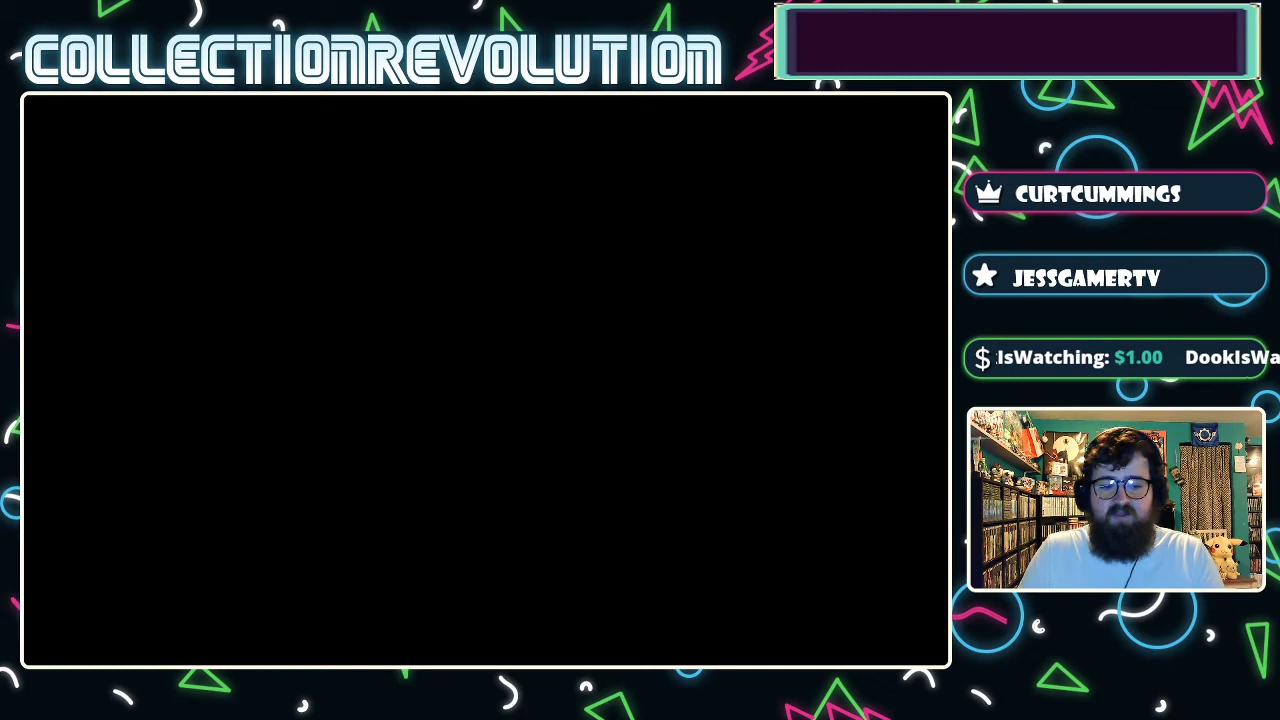 COLLECTIONREVOLUTION
CURTCUMMINGS
JESSGAMERTV
$ IsWatching: $1.00 DookIsWa